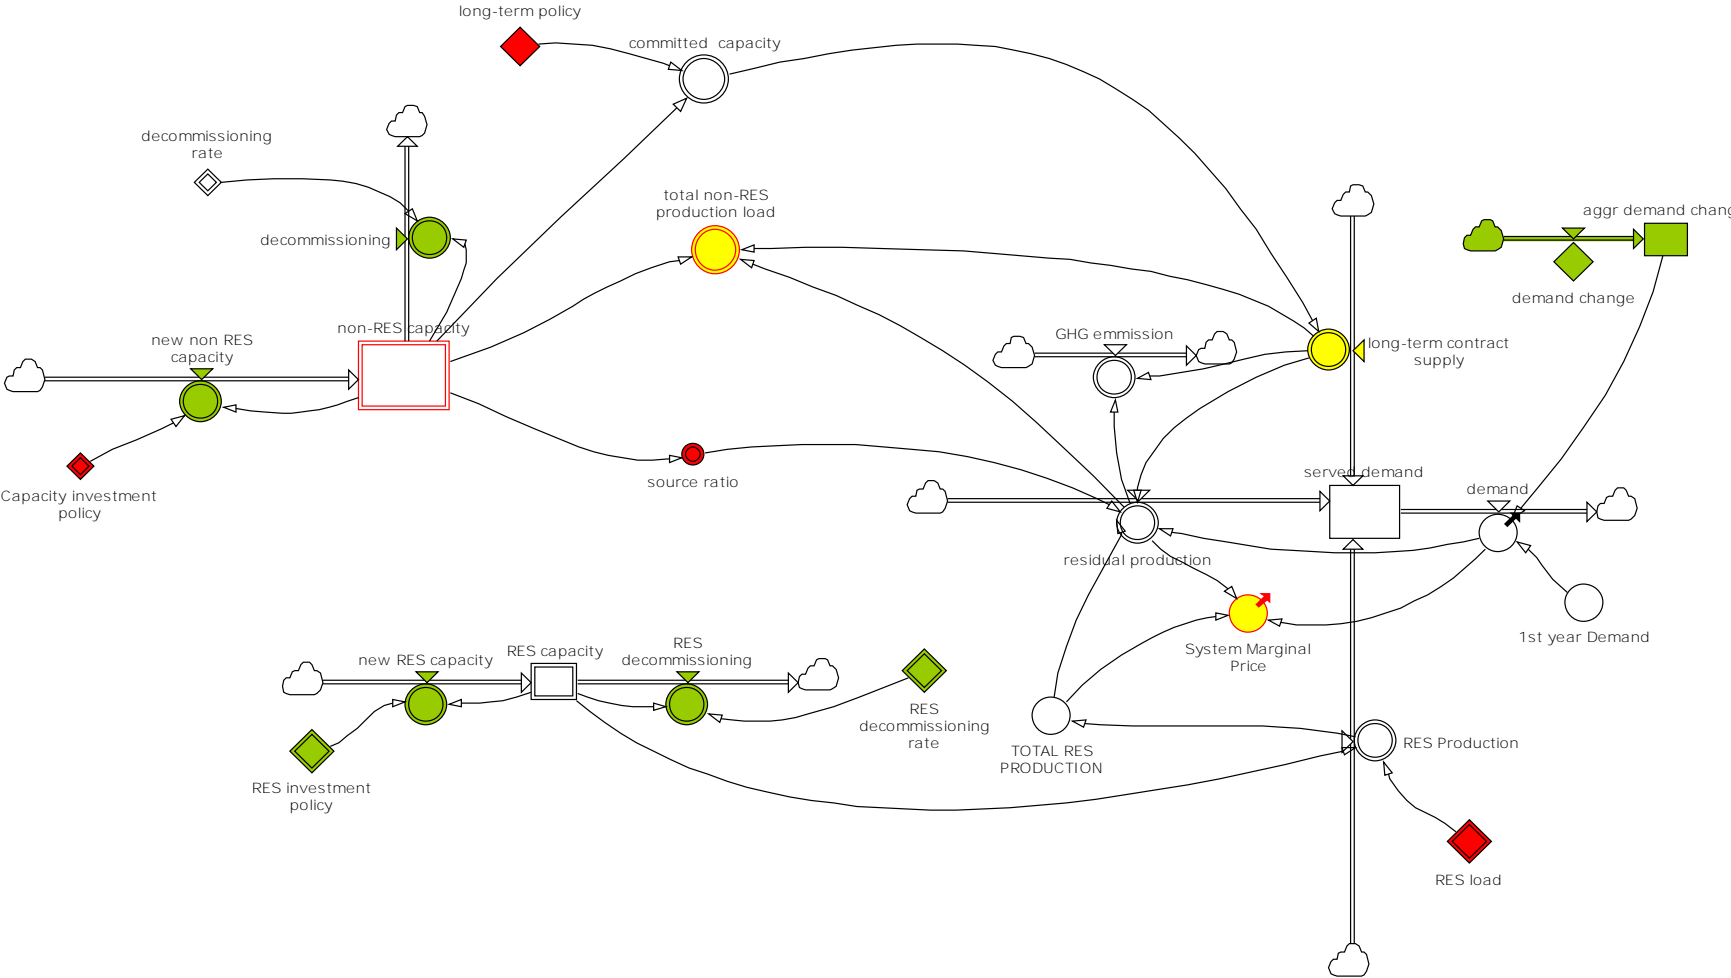 long-term policy
committed capacity
decommissioning
rate
total non-RES
production load
aggr demand chang
decommissioning
demand change
non-RES capacity
GHG emmission
new non RES
capacity
long-term contract
supply
served demand
source ratio
demand
Capacity investment
policy
residual production
1st year Demand
RES
decommissioning
RES capacity
new RES capacity
System Marginal
Price
RES
decommissioning
rate
RES Production
TOTAL RES
PRODUCTION
RES investment
policy
RES load